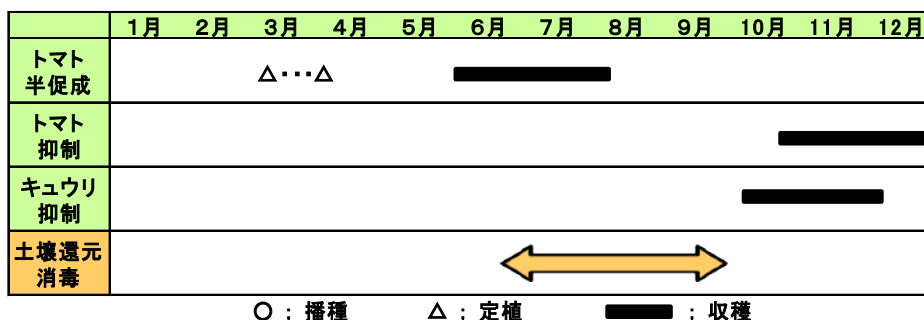 1月 2月 3月 4月 5月 6月 7月 8月 9月 10月 11月 12月
トマト
半促成
△・・・△
トマト
抑制
キュウリ
抑制
土壌還元
消毒
○ : 播種 △ : 定植 : 収穫